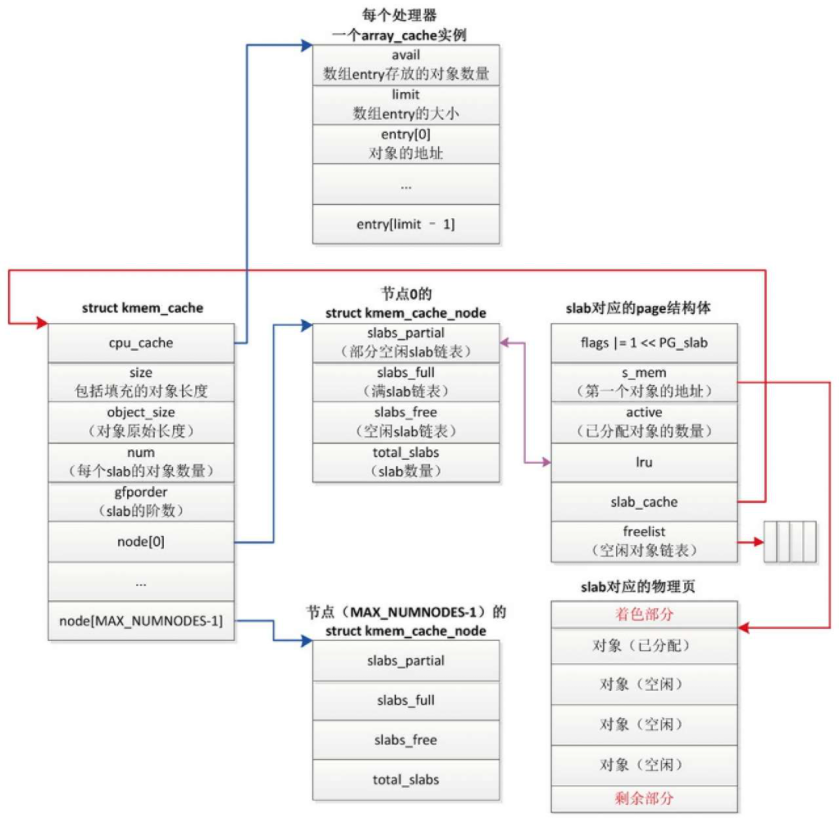 每个处理器
一个array_cache实例
avail
数组entry存放的对象数量
limit
数组entry的大小
entry[0]
对象的地址
...
entry[limit - 1]
struct kmem_cache
cpu_cache
size
包括填充的对象长度
object_size
（对象原始长度）
num
（每个slab的对象数量）
gfporder
（slab的阶数）
node[0]
...
node[MAX_NUMNODES-1]
节点0的
struct kmem_cache_node
slabs_partial
（部分空闲slab链表）
slabs_full
（满slab链表）
slabs_free
（空闲slab链表）
total_slabs
（slab数量）
slab对应的page结构体
flags |= 1 << PG_slab
s_mem
（第一个对象的地址）
active
（已分配对象的数量）
lru
slab_cache
freelist
（空闲对象链表）
节点（MAX_NUMNODES-1）的
struct kmem_cache_node
slabs_partial
slabs_full
slabs_free
total_slabs
slab对应的物理页
着色部分
对象（已分配）
对象（空闲）
对象（空闲）
对象（空闲）
剩余部分